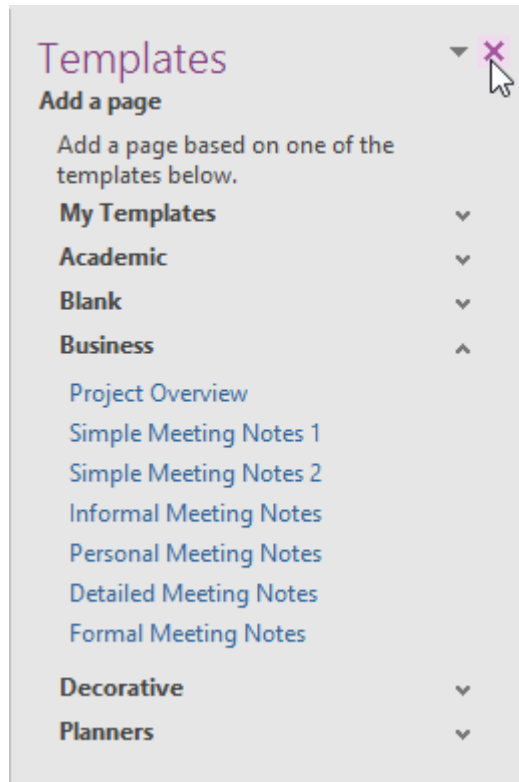 Templates
Add a page
Add a page based on one of the
templates below.
My Templates
Academic
Blank
Business
Project Overview
Simple Meeting Notes 1
Simple Meeting Notes 2
Informal Meeting Notes
Personal Meeting Notes
Detailed Meeting Notes
Formal Meeting Notes
Decorative
Planners